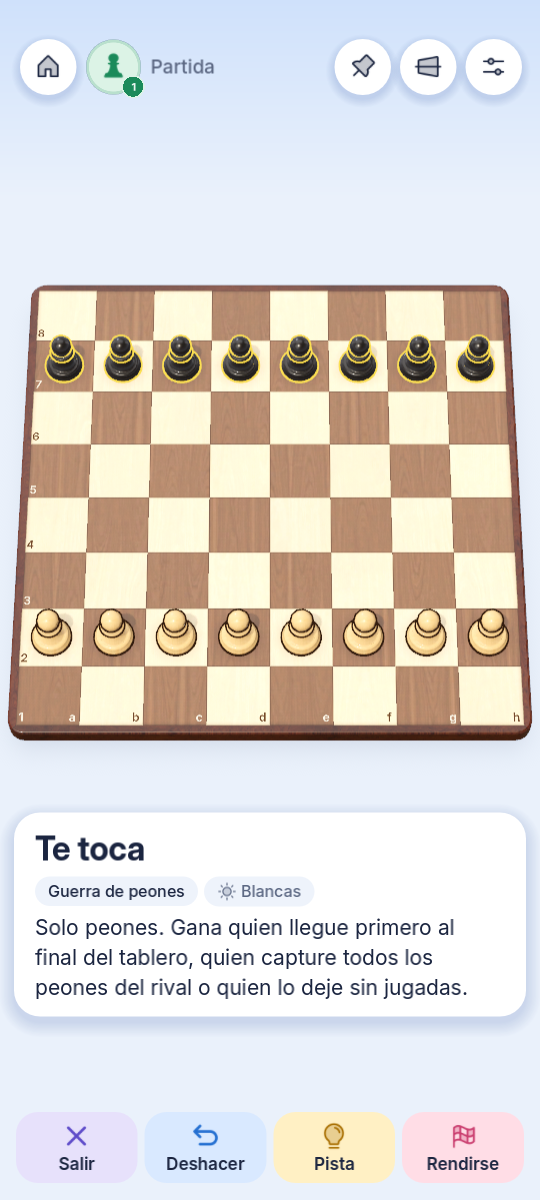 Partida
1
8
7
6
5
4
3
2
1 a b c d e f g h
Te toca
Guerra de peones
Blancas
Solo peones. Gana quien llegue primero al
final del tablero, quien capture todos los
peones del rival o quien lo deje sin jugadas.
Salir
Deshacer
Pista
Rendirse